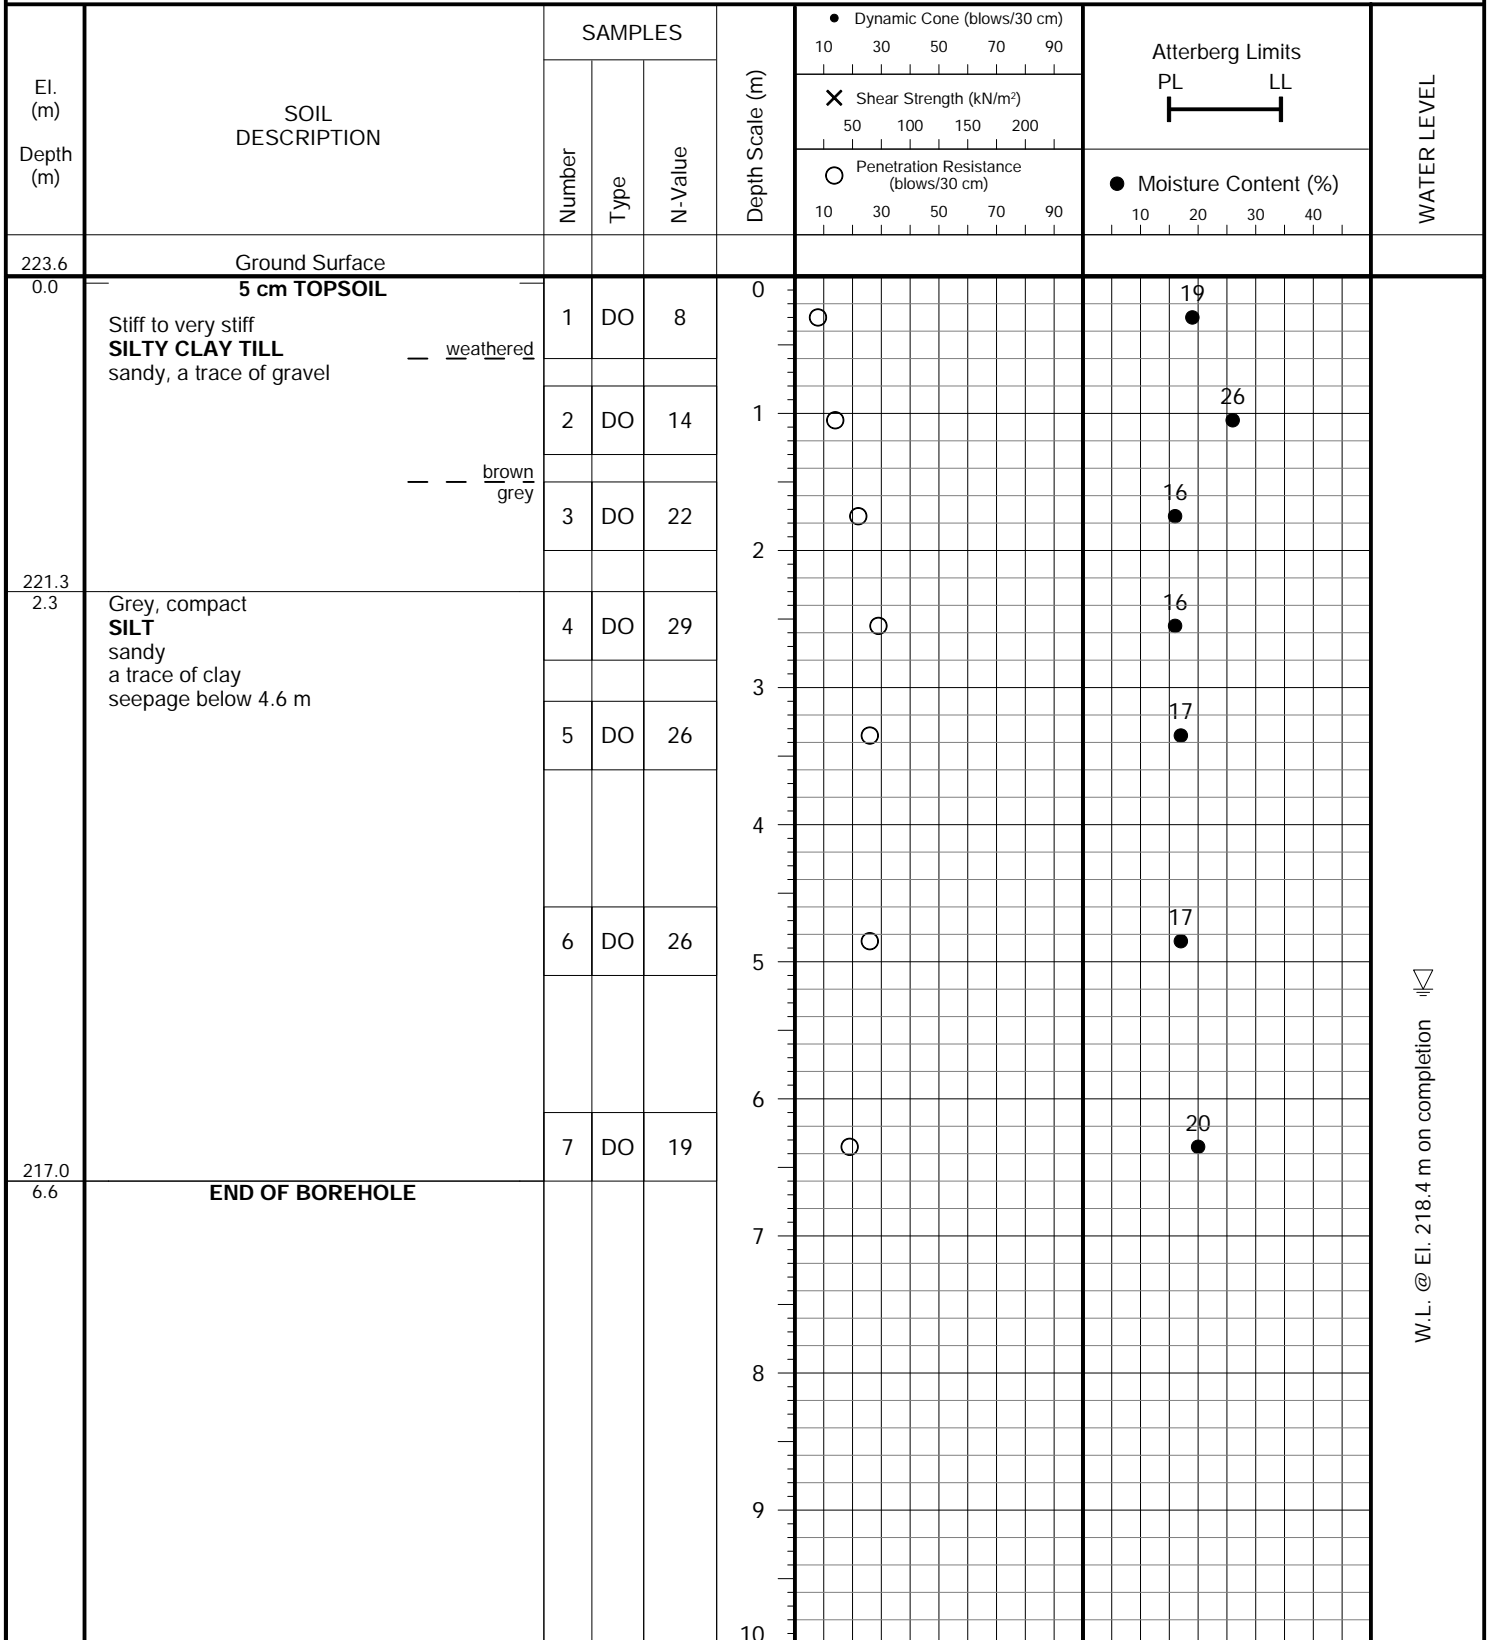 El.
(m)
Depth
(m)
SOIL
DESCRIPTION
SAMPLES
Number
Type
N-Value
Depth Scale (m)
Dynamic Cone (blows/30 cm)
10 30 50 70 90
Shear Strength (kN/m²)
50 100 150 200
Penetration Resistance
(blows/30 cm)
10 30 50 70 90
Atterberg Limits
PL LL
Moisture Content (%)
10 20 30 40
WATER LEVEL
223.6 Ground Surface
0.0 5 cm TOPSOIL
Stiff to very stiff
SILTY CLAY TILL
sandy, a trace of gravel
weathered
brown
grey
1 DO 8
2 DO 14
3 DO 22
221.3
2.3 Grey, compact
SILT
sandy
a trace of clay
seepage below 4.6 m
4 DO 29
5 DO 26
6 DO 26
7 DO 19
217.0
6.6 END OF BOREHOLE
0
1
2
3
4
5
6
7
8
9
10
19
26
16
16
17
17
20
W.L. @ El. 218.4 m on completion